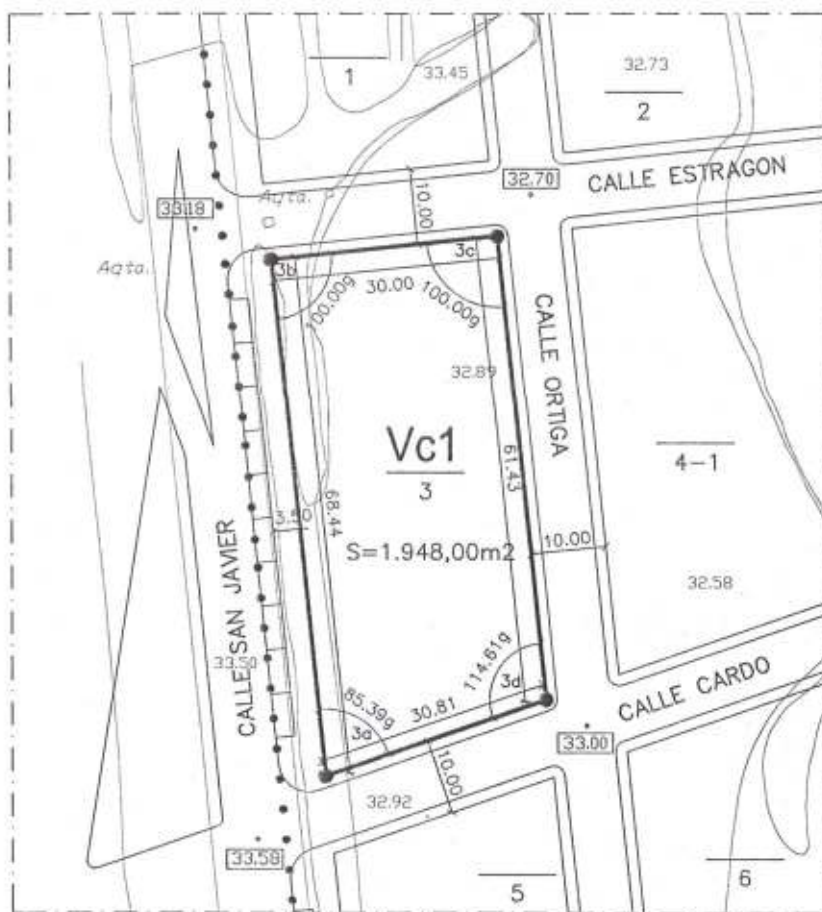 1
33.45
32.73
2
32.70
CALLE ESTRAGON
10.00
33.18
Aqta.
Aqta.
3b
3c
30.00
100.00g
100.00g
CALLE ORTIGA
32.89
Vc1
3
4-1
61.43
68.44
3.50
S=1.948,00m2
10.00
32.58
CALLE SAN JAVIER
33.50
114.61g
3d
85.39g
30.81
3a
CALLE CARDO
33.00
10.00
32.92
33.58
5
6